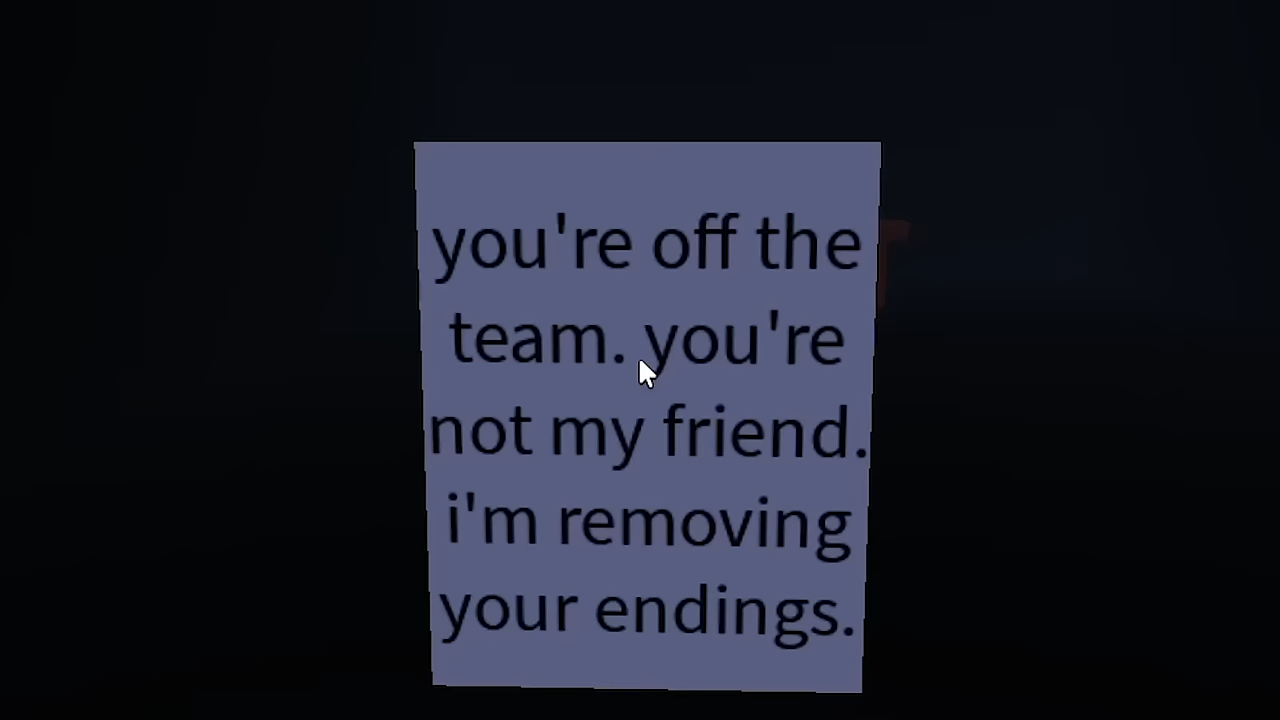 you're off the
team. you're
not my friend.
i'm removing
your endings.